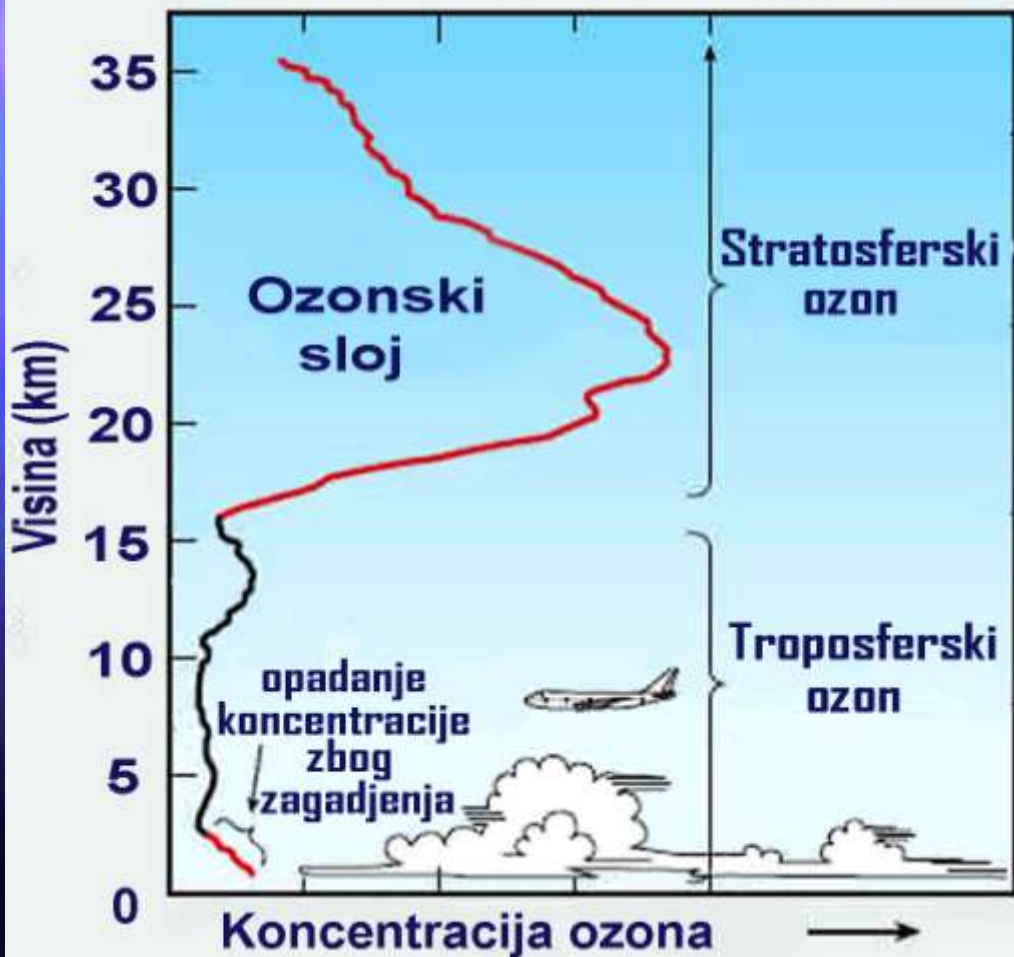 35
30
25
20
15
10
5
0
Visina (km)
Ozonski
sloj
Stratosferski
ozon
Troposferski
ozon
opadanje
koncentracije
zbog
zagadjenja
Koncentracija ozona